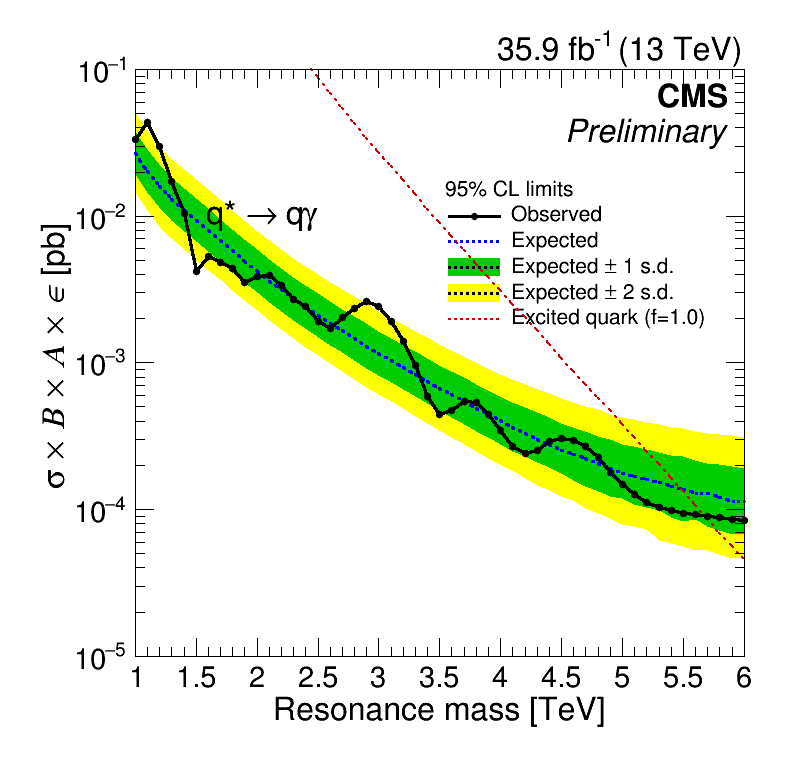 35.9 fb⁻¹ (13 TeV)
CMS
Preliminary
95% CL limits
Observed
Expected
Expected ± 1 s.d.
Expected ± 2 s.d.
Excited quark (f=1.0)
q* → qγ
σ × B × A × ϵ [pb]
10⁻¹
10⁻²
10⁻³
10⁻⁴
10⁻⁵
1 1.5 2 2.5 3 3.5 4 4.5 5 5.5 6
Resonance mass [TeV]